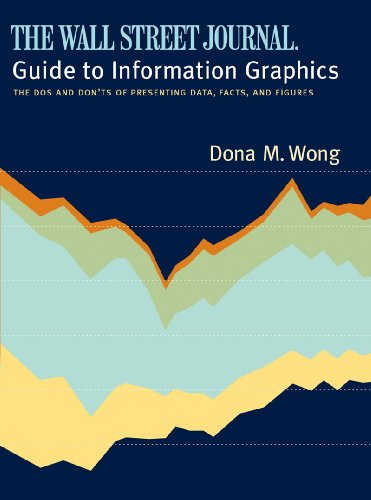 THE WALL STREET JOURNAL.
Guide to Information Graphics
THE DOS AND DON'TS OF PRESENTING DATA, FACTS, AND FIGURES
Dona M. Wong